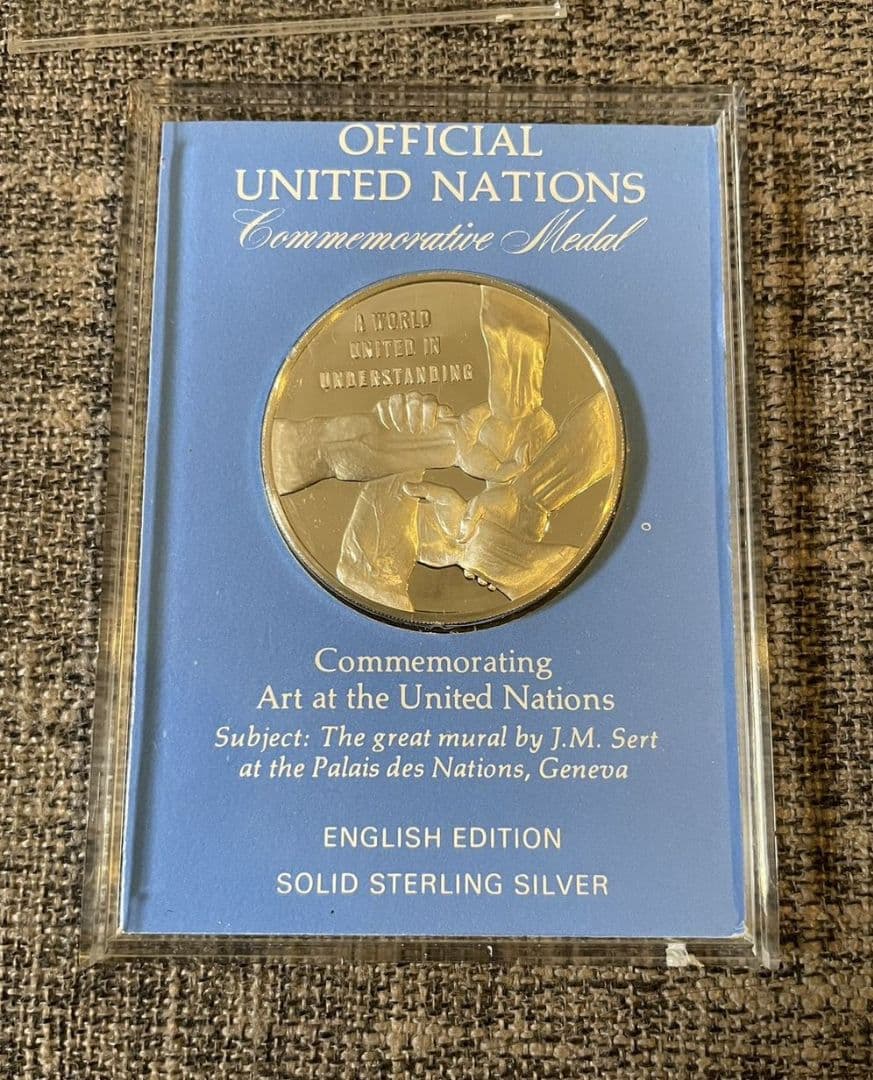 OFFICIAL
UNITED NATIONS
Commemorative Medal
A WORLD
UNITED IN
UNDERSTANDING
Commemorating
Art at the United Nations
Subject: The great mural by J.M. Sert
at the Palais des Nations, Geneva
ENGLISH EDITION
SOLID STERLING SILVER